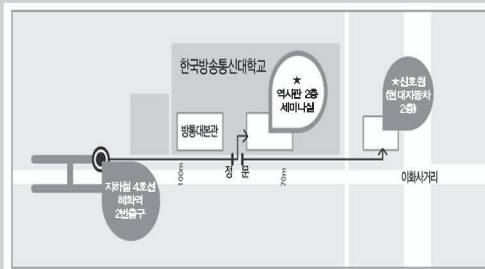 한국방송통신대학교
★
역사관 2층
세미나실
★신호원
(현대자동차
2층)
방통대본관
지하철 4호선
혜화역
2번출구
100m
정 문
70m
이화사거리